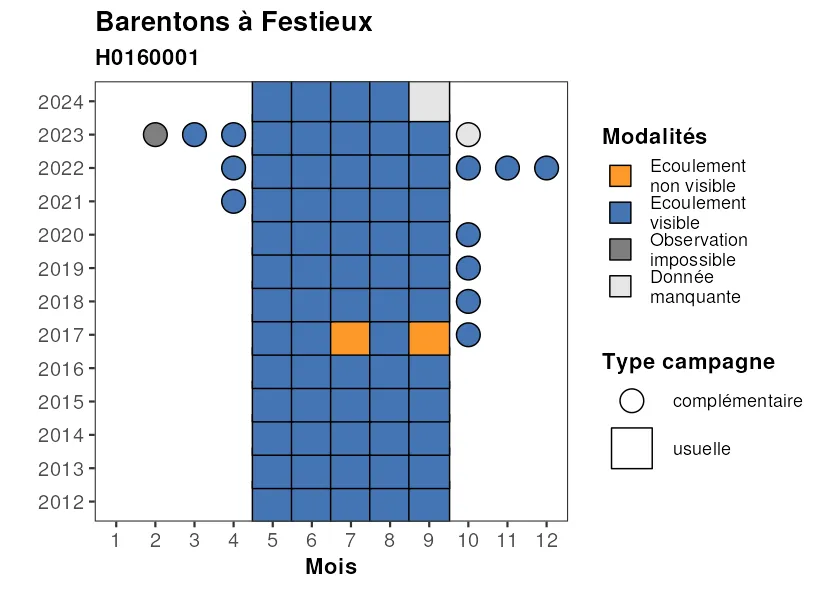 Barentons à Festieux
H0160001
2024
2023
2022
2021
2020
2019
2018
2017
2016
2015
2014
2013
2012
1 2 3 4 5 6 7 8 9 10 11 12
Mois
Modalités
Ecoulement
non visible
Ecoulement
visible
Observation
impossible
Donnée
manquante
Type campagne
complémentaire
usuelle